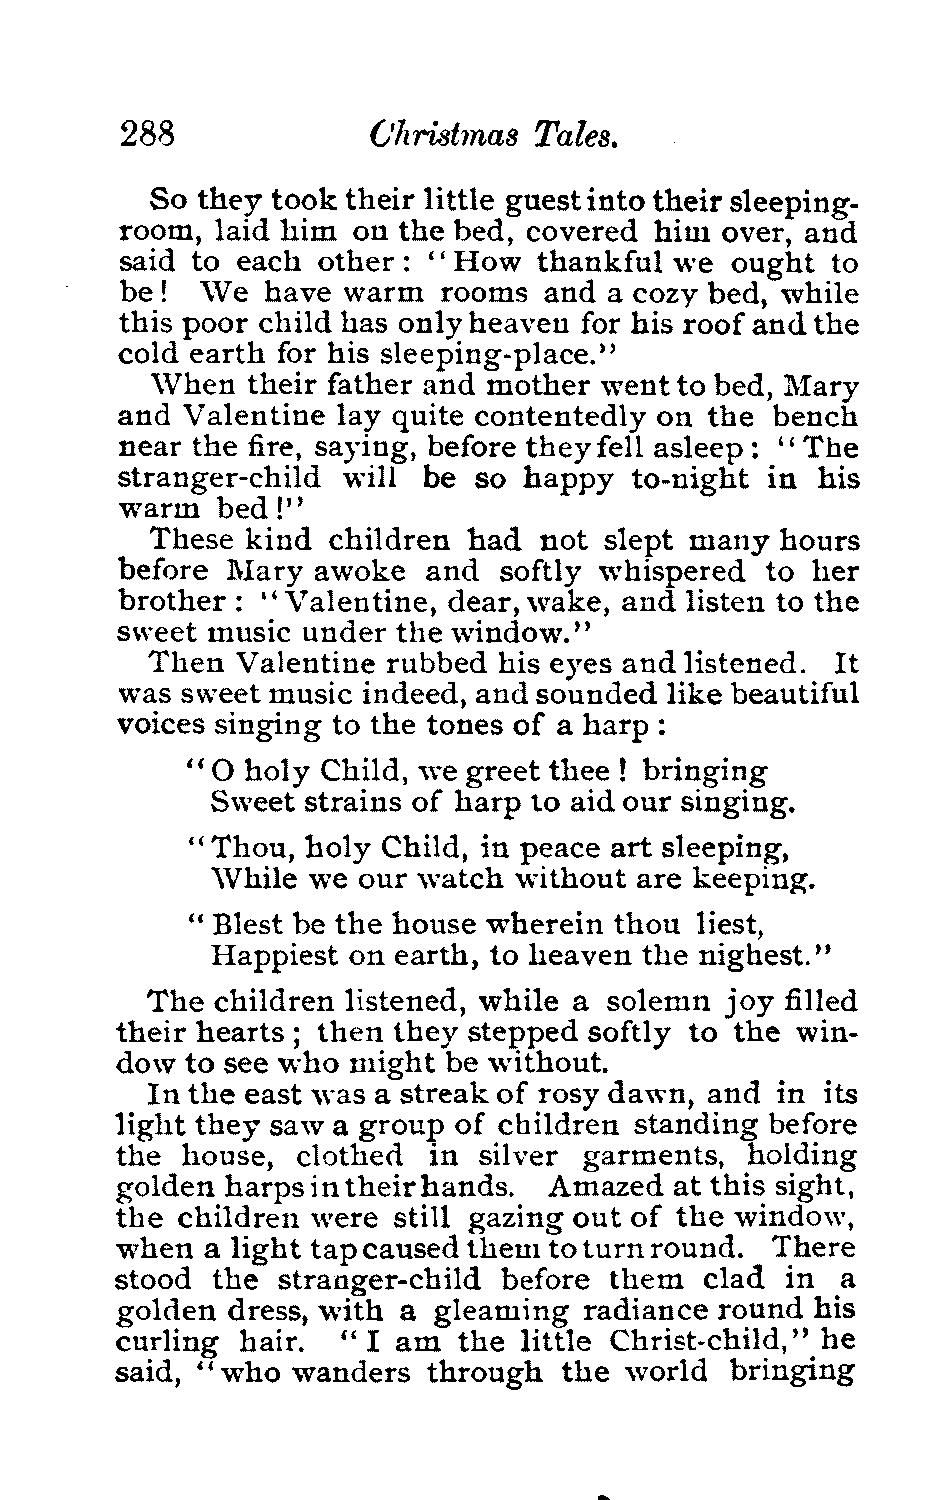 288 Christmas Tales.
So they took their little guest into their sleeping-
room, laid him on the bed, covered him over, and
said to each other: "How thankful we ought to
be! We have warm rooms and a cozy bed, while
this poor child has only heaven for his roof and the
cold earth for his sleeping-place."
When their father and mother went to bed, Mary
and Valentine lay quite contentedly on the bench
near the fire, saying, before they fell asleep: "The
stranger-child will be so happy to-night in his
warm bed!"
These kind children had not slept many hours
before Mary awoke and softly whispered to her
brother: "Valentine, dear, wake, and listen to the
sweet music under the window."
Then Valentine rubbed his eyes and listened. It
was sweet music indeed, and sounded like beautiful
voices singing to the tones of a harp:
"O holy Child, we greet thee! bringing
Sweet strains of harp to aid our singing.
"Thou, holy Child, in peace art sleeping,
While we our watch without are keeping.
"Blest be the house wherein thou liest,
Happiest on earth, to heaven the nighest."
The children listened, while a solemn joy filled
their hearts; then they stepped softly to the win-
dow to see who might be without.
In the east was a streak of rosy dawn, and in its
light they saw a group of children standing before
the house, clothed in silver garments, holding
golden harps in their hands. Amazed at this sight,
the children were still gazing out of the window,
when a light tap caused them to turn round. There
stood the stranger-child before them clad in a
golden dress, with a gleaming radiance round his
curling hair. "I am the little Christ-child," he
said, "who wanders through the world bringing